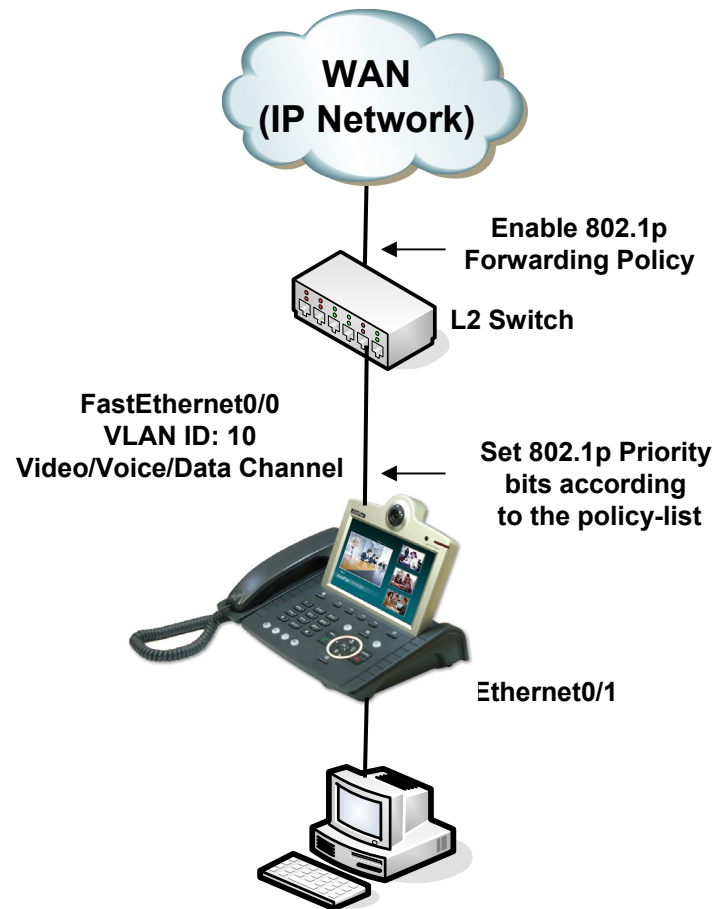 WAN
(IP Network)
Enable 802.1p
Forwarding Policy
L2 Switch
FastEthernet0/0
VLAN ID: 10
Video/Voice/Data Channel
Set 802.1p Priority
bits according
to the policy-list
Ethernet0/1